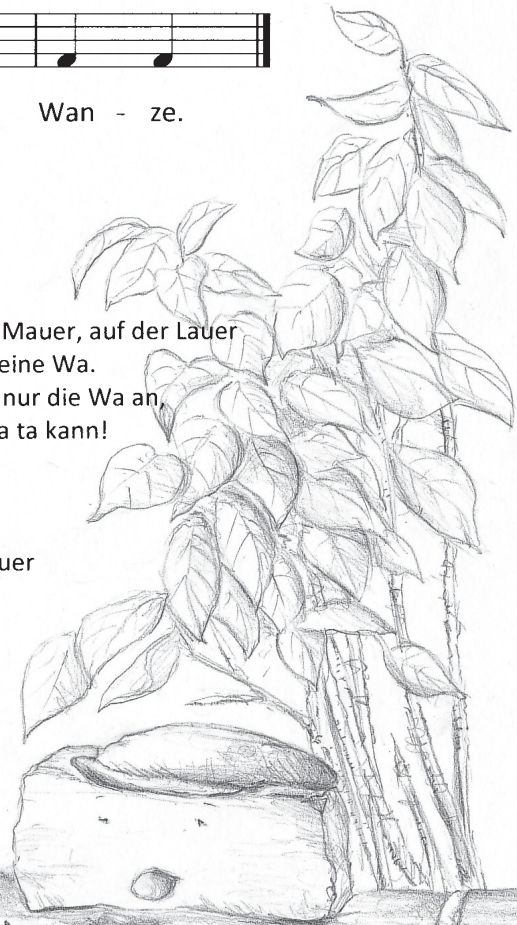 Wan - ze.
Mauer, auf der Lauer
eine Wa.
nur die Wa an,
a ta kann!
uer